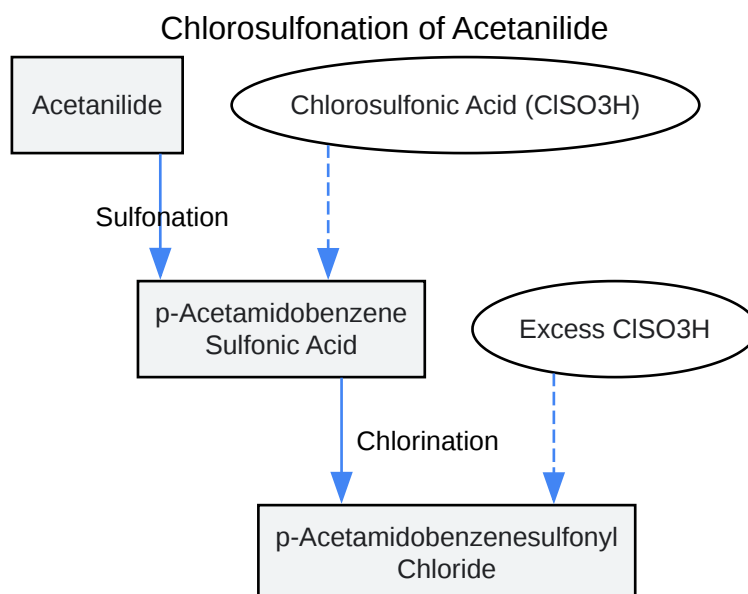 Chlorosulfonation of Acetanilide
Acetanilide
Chlorosulfonic Acid (ClSO3H)
Sulfonation
p-Acetamidobenzene
Sulfonic Acid
Excess ClSO3H
Chlorination
p-Acetamidobenzenesulfonyl
Chloride